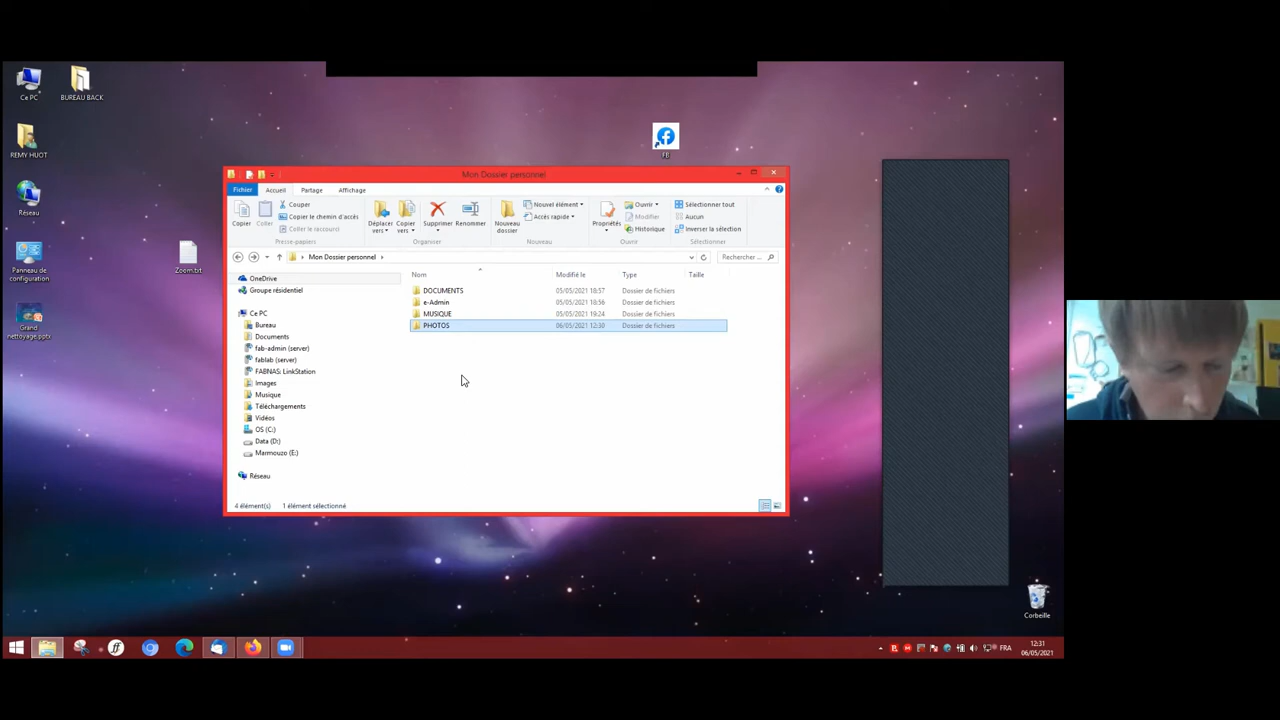 Ce PC
BUREAU BACK
REMY HUOT
Réseau
Panneau de
configuration
Grand
nettoyage.pptx
Zoom.txt
FB
Mon Dossier personnel
Fichier
Accueil
Partage
Affichage
Copier
Coller
Couper
Copier le chemin d'accès
Coller le raccourci
Presse-papiers
Déplacer
vers
Copier
vers
Supprimer
Renommer
Organiser
Nouveau
dossier
Nouvel élément
Accès rapide
Nouveau
Propriétés
Ouvrir
Modifier
Historique
Ouvrir
Sélectionner tout
Aucun
Inverser la sélection
Sélectionner
Mon Dossier personnel
Rechercher ...
Nom Modifié le Type Taille
DOCUMENTS 05/05/2021 18:57 Dossier de fichiers
e-Admin 05/05/2021 18:56 Dossier de fichiers
MUSIQUE 05/05/2021 19:24 Dossier de fichiers
PHOTOS 06/05/2021 12:30 Dossier de fichiers
OneDrive
Groupe résidentiel
Ce PC
Bureau
Documents
fab-admin (server)
fablab (server)
FABNAS: LinkStation
Images
Musique
Téléchargements
Vidéos
OS (C:)
Data (D:)
Marmouzo (E:)
Réseau
4 élément(s) 1 élément sélectionné
Corbeille
FRA
12:31
06/05/2021